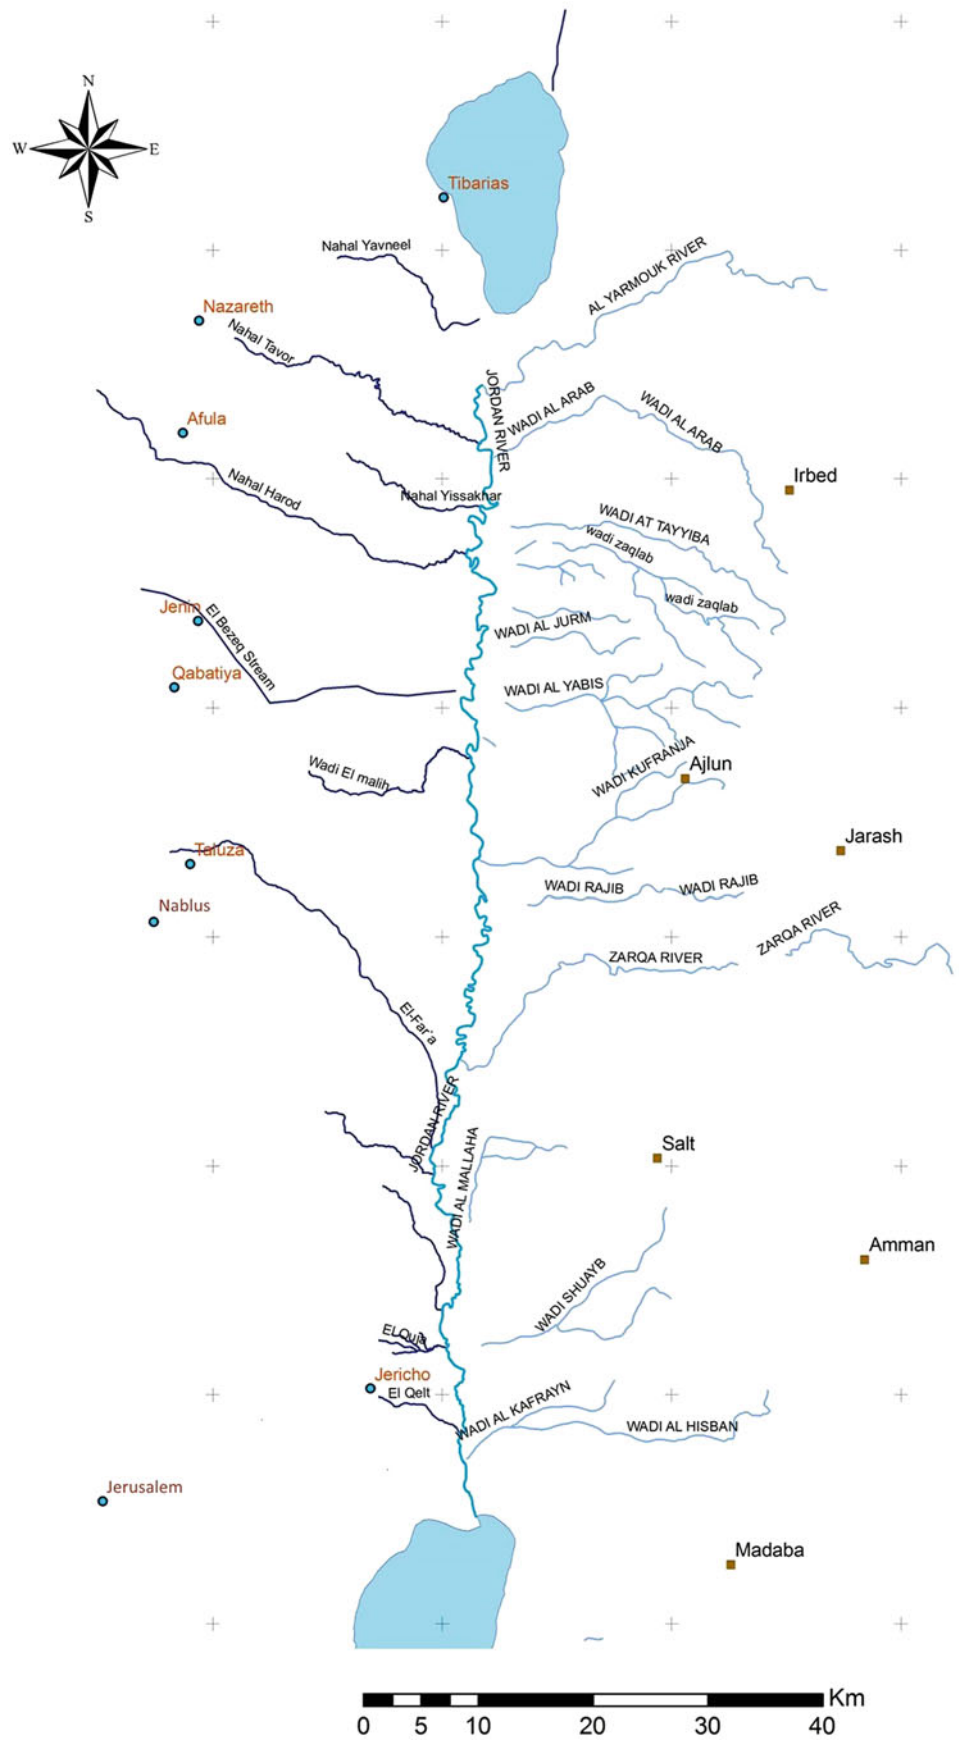 N
W
E
S
Tibarias
Nahal Yavneel
AL YARMOUK RIVER
Nazareth
Nahal Tavor
JORDAN RIVER
WADI AL ARAB
WADI AL ARAB
Afula
Irbed
Nahal Harod
Nahal Yissakhar
WADI AT TAYYIBA
wadi zaqlab
wadi zaqlab
Jenin
El Bezeq Stream
WADI AL JURM
Qabatiya
WADI AL YABIS
WADI KUFRANJA
Ajlun
Wadi El malih
Jarash
Taluza
WADI RAJIB
WADI RAJIB
Nablus
ZARQA RIVER
ZARQA RIVER
El-Far'a
JORDAN RIVER
WADI AL MALLAHA
Salt
Amman
WADI SHUAYB
El Quja
Jericho
El Qelt
WADI AL KAFRAYN
WADI AL HISBAN
Jerusalem
Madaba
Km
0 5 10 20 30 40